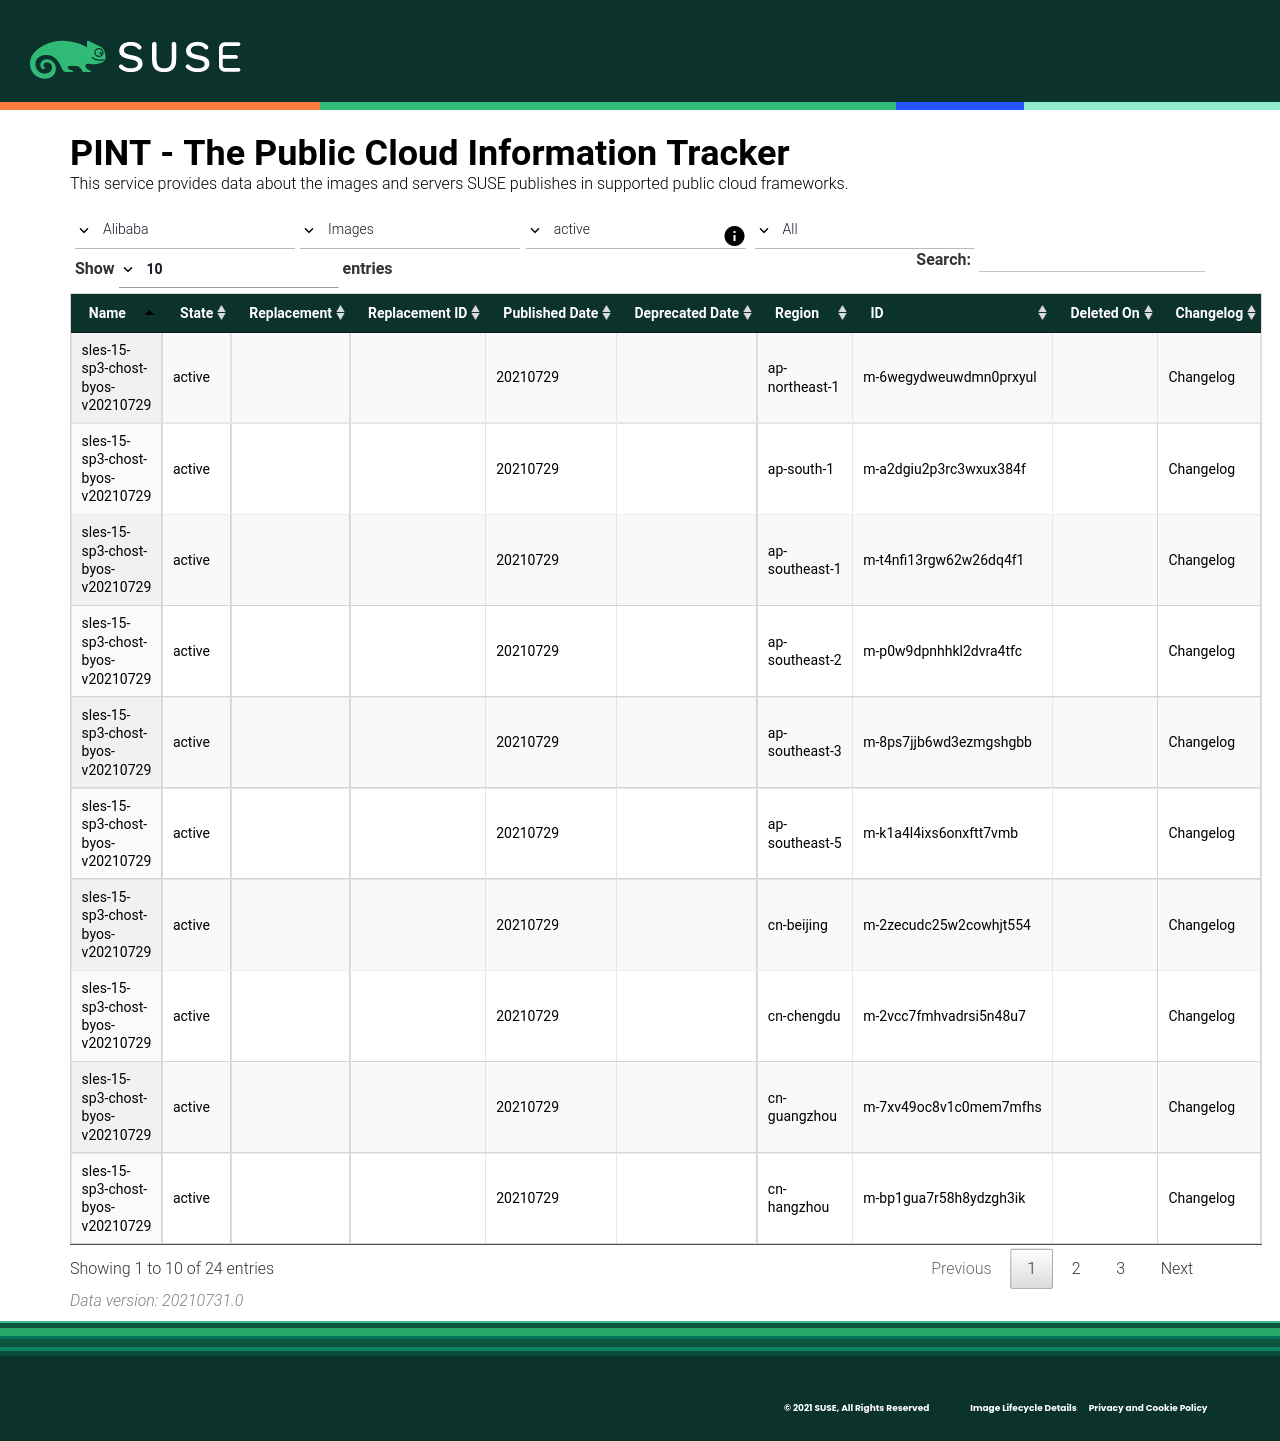 SUSE
PINT - The Public Cloud Information Tracker
This service provides data about the images and servers SUSE publishes in supported public cloud frameworks.
Alibaba Images active All
Show 10 entries Search:
Name State Replacement Replacement ID Published Date Deprecated Date Region ID Deleted On Changelog
sles-15-
sp3-chost-
byos-
v20210729
active 20210729
ap-
northeast-1
m-6wegydweuwdmn0prxyul Changelog
sles-15-
sp3-chost-
byos-
v20210729
active 20210729 ap-south-1 m-a2dgiu2p3rc3wxux384f Changelog
sles-15-
sp3-chost-
byos-
v20210729
active 20210729
ap-
southeast-1
m-t4nfi13rgw62w26dq4f1 Changelog
sles-15-
sp3-chost-
byos-
v20210729
active 20210729
ap-
southeast-2
m-p0w9dpnhhkl2dvra4tfc Changelog
sles-15-
sp3-chost-
byos-
v20210729
active 20210729
ap-
southeast-3
m-8ps7jjb6wd3ezmgshgbb Changelog
sles-15-
sp3-chost-
byos-
v20210729
active 20210729
ap-
southeast-5
m-k1a4l4ixs6onxftt7vmb Changelog
sles-15-
sp3-chost-
byos-
v20210729
active 20210729 cn-beijing m-2zecudc25w2cowhjt554 Changelog
sles-15-
sp3-chost-
byos-
v20210729
active 20210729 cn-chengdu m-2vcc7fmhvadrsi5n48u7 Changelog
sles-15-
sp3-chost-
byos-
v20210729
active 20210729
cn-
guangzhou
m-7xv49oc8v1c0mem7mfhs Changelog
sles-15-
sp3-chost-
byos-
v20210729
active 20210729
cn-
hangzhou
m-bp1gua7r58h8ydzgh3ik Changelog
Showing 1 to 10 of 24 entries Previous 1 2 3 Next
Data version: 20210731.0
© 2021 SUSE, All Rights Reserved Image Lifecycle Details Privacy and Cookie Policy